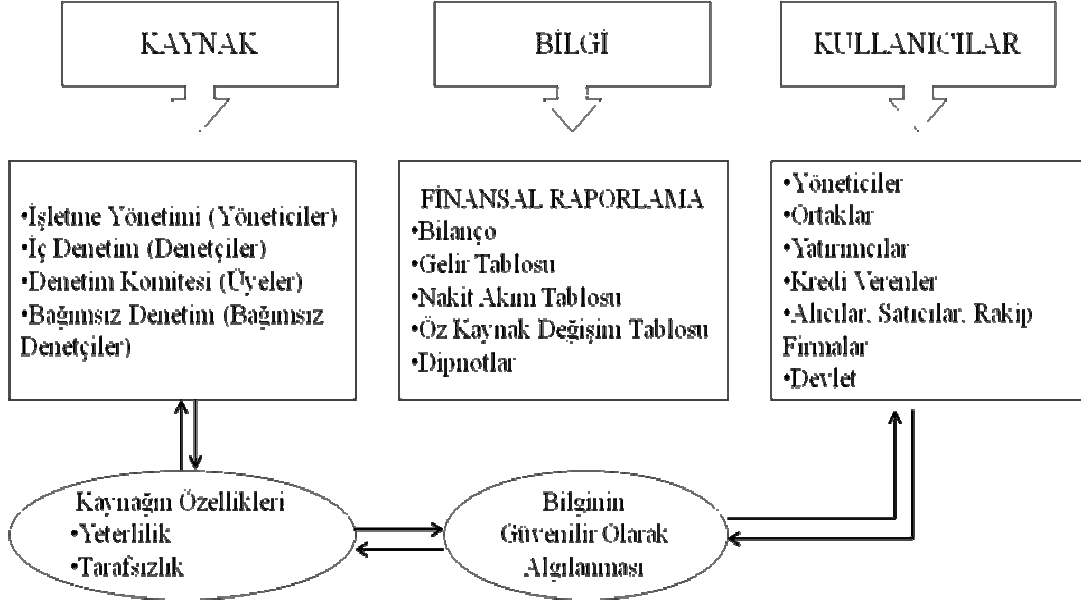 KAYNAK
BİLGİ
KULLANICILAR
•İşletme Yönetimi (Yöneticiler)
•İç Denetim (Denetçiler)
•Denetim Komitesi (Üyeler)
•Bağımsız Denetim (Bağımsız
Denetçiler)
FİNANSAL RAPORLAMA
•Bilanço
•Gelir Tablosu
•Nakit Akım Tablosu
•Öz Kaynak Değişim Tablosu
•Dipnotlar
•Yöneticiler
•Ortaklar
•Yatırımcılar
•Kredi Verenler
•Alıcılar, Satıcılar, Rakip
Firmalar
•Devlet
Kaynağın Özellikleri
•Yeterlilik
•Tarafsızlık
Bilginin
Güvenilir Olarak
Algılanması